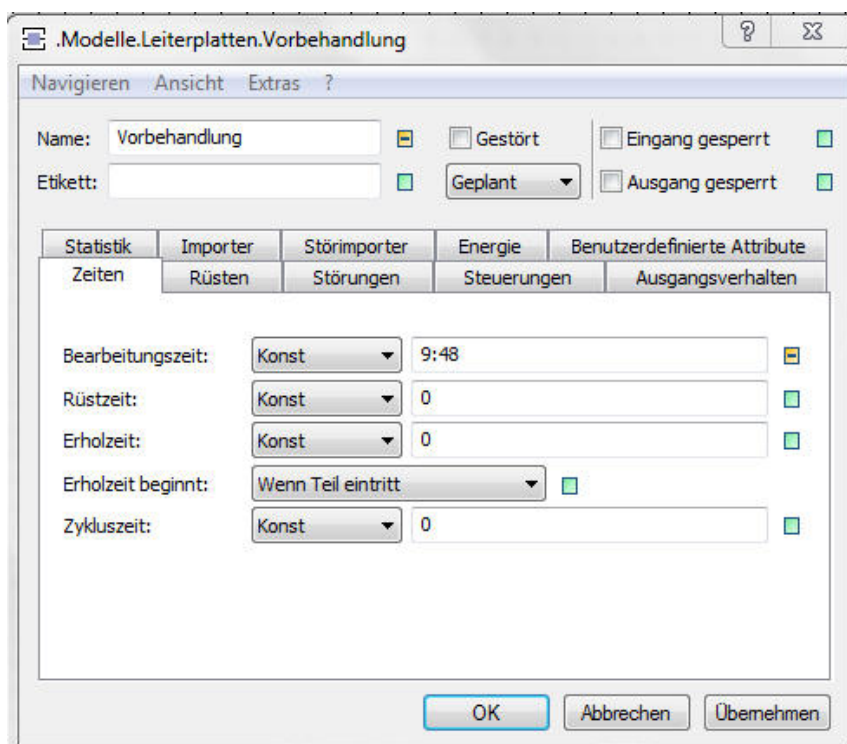 .Modelle.Leiterplatten.Vorbehandlung
Navigieren Ansicht Extras ?
Name: Vorbehandlung Gestört Eingang gesperrt
Etikett: Geplant Ausgang gesperrt
Statistik Importer Störimporter Energie Benutzerdefinierte Attribute
Zeiten Rüsten Störungen Steuerungen Ausgangsverhalten
Bearbeitungszeit: Konst 9:48
Rüstzeit: Konst 0
Erholzeit: Konst 0
Erholzeit beginnt: Wenn Teil eintritt
Zykluszeit: Konst 0
OK Abbrechen Übernehmen